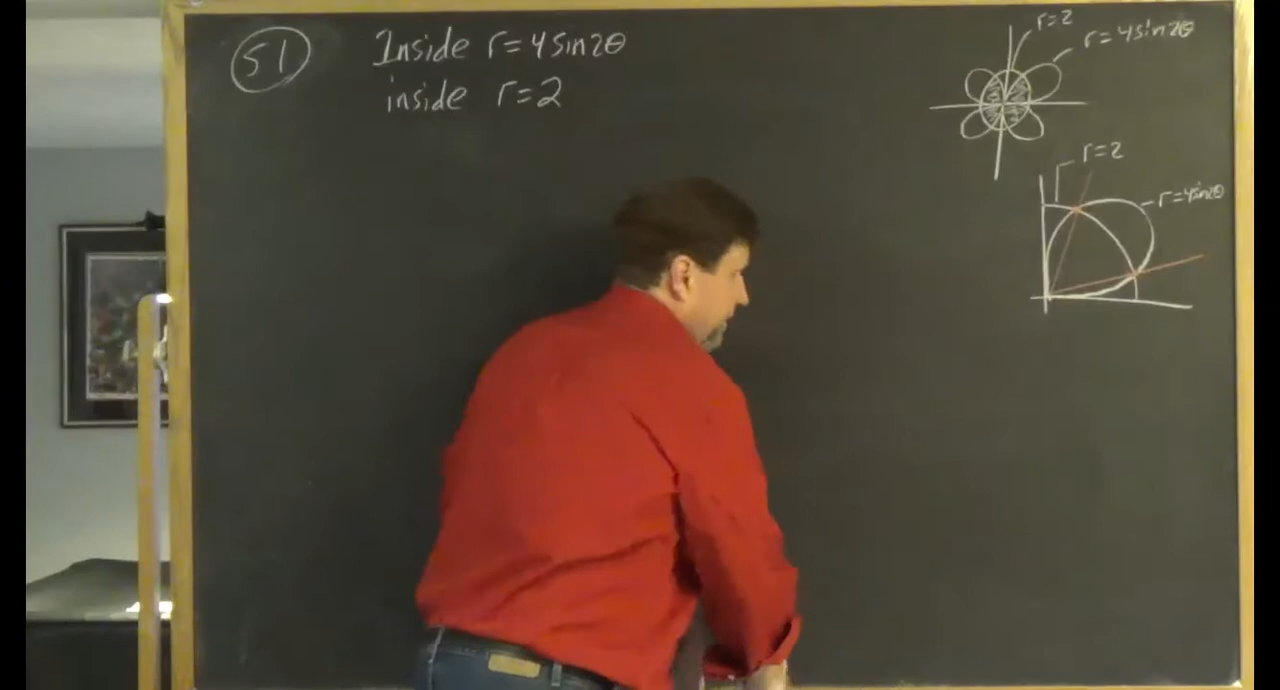 51 Inside r=4sin2θ
inside r=2
r=2
r=4sin2θ
r=2
r=4sin2θ